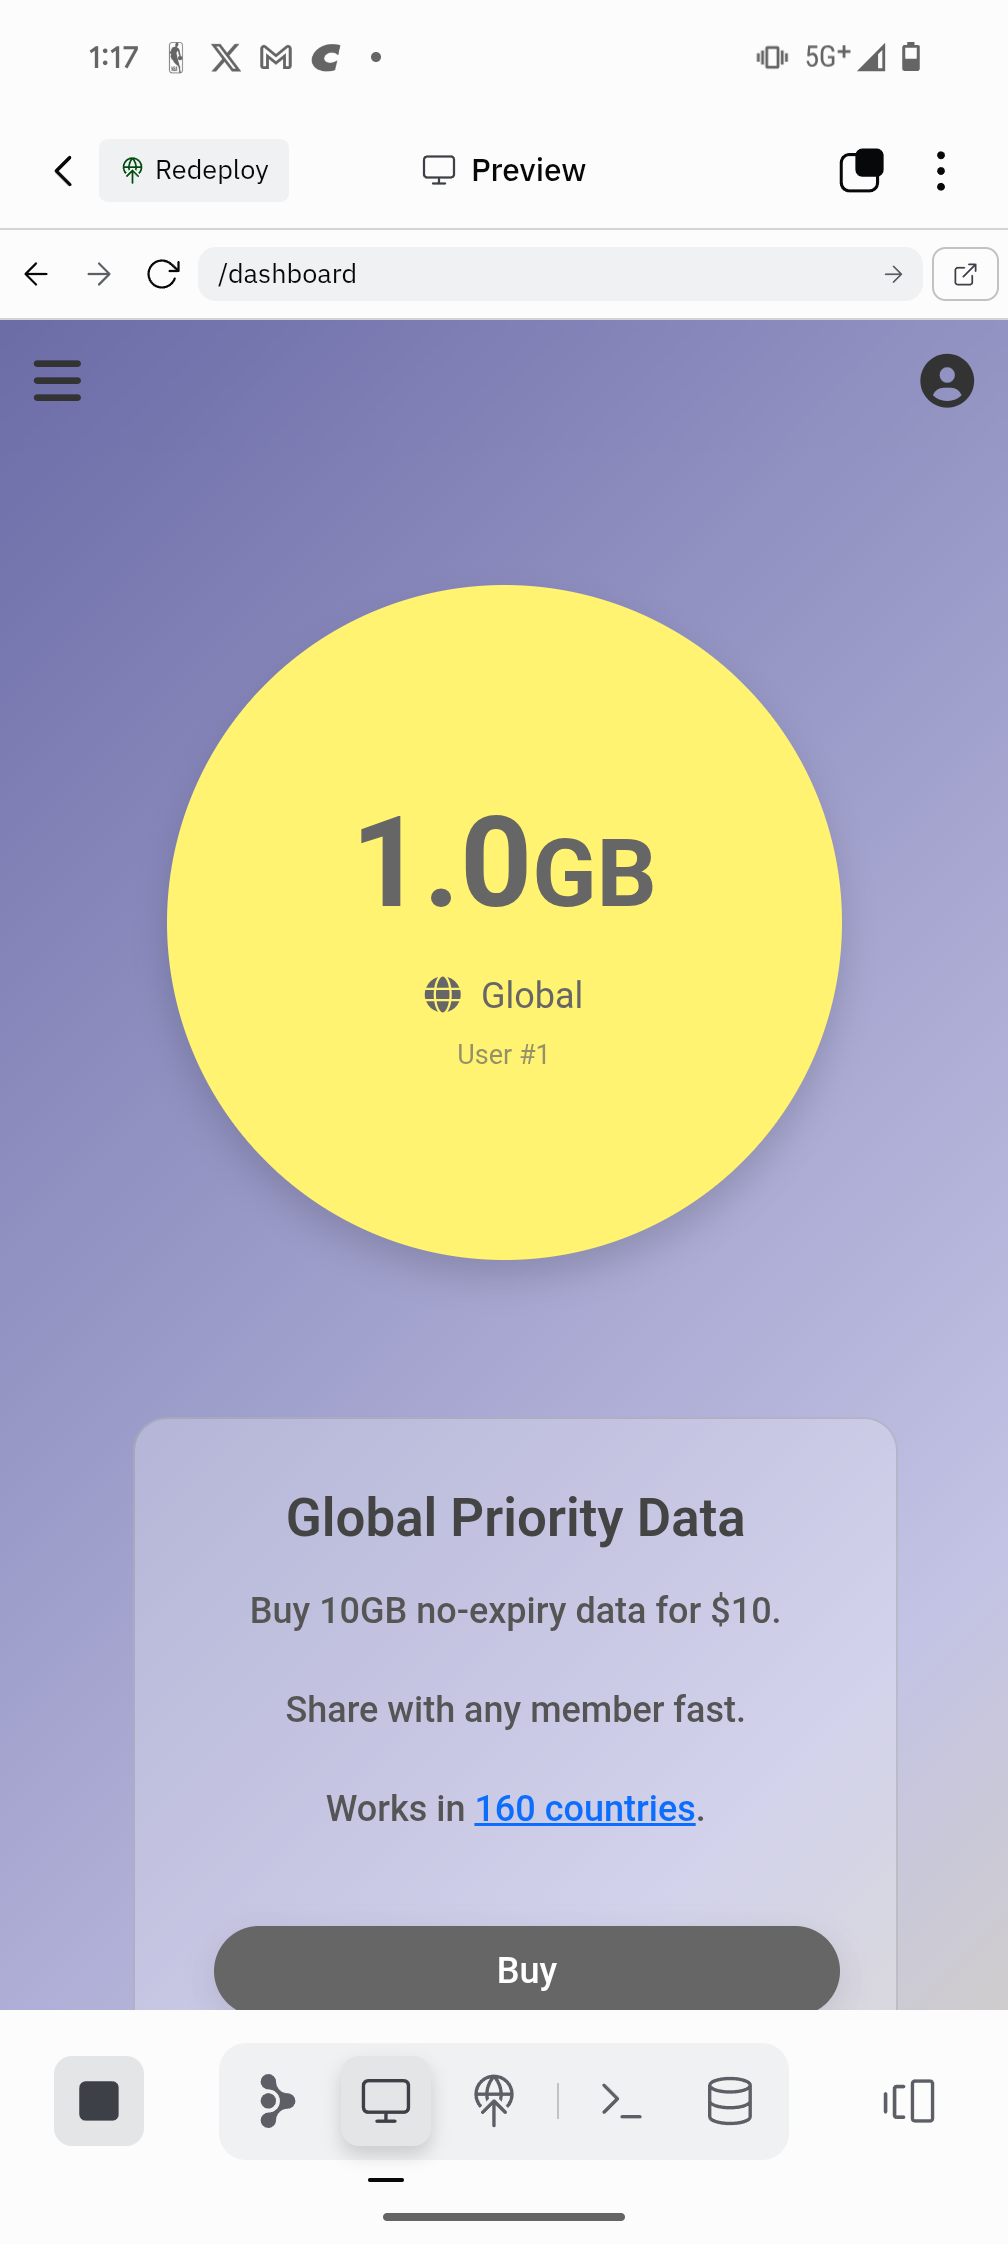 1:17
5G+
Redeploy
Preview
/dashboard
1.0GB
Global
User #1
Global Priority Data
Buy 10GB no-expiry data for $10.
Share with any member fast.
Works in 160 countries.
Buy